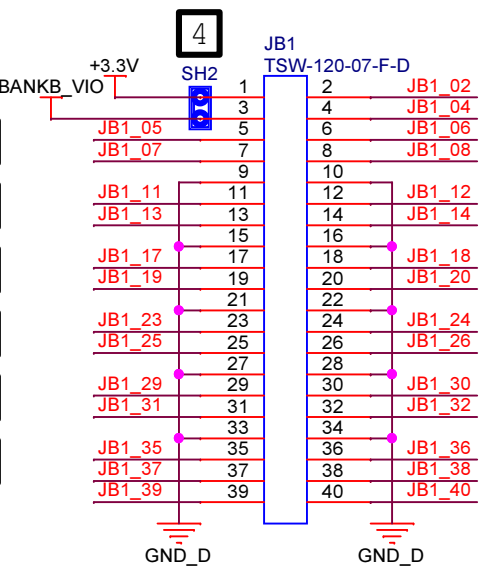 4
JB1
+3.3V SH2 TSW-120-07-F-D
BANKB_VIO 1 2 JB1_02
3 4 JB1_04
JB1_05 5 6 JB1_06
JB1_07 7 8 JB1_08
9 10
JB1_11 11 12 JB1_12
JB1_13 13 14 JB1_14
15 16
JB1_17 17 18 JB1_18
JB1_19 19 20 JB1_20
21 22
JB1_23 23 24 JB1_24
JB1_25 25 26 JB1_26
27 28
JB1_29 29 30 JB1_30
JB1_31 31 32 JB1_32
33 34
JB1_35 35 36 JB1_36
JB1_37 37 38 JB1_38
JB1_39 39 40 JB1_40
GND_D GND_D